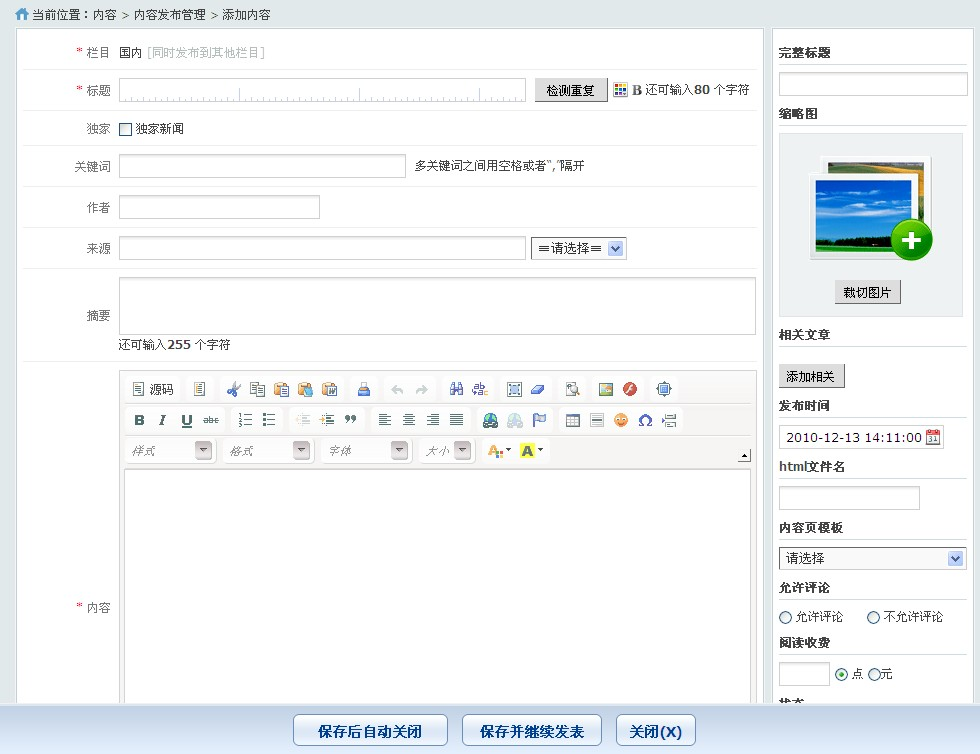 当前位置：内容 > 内容发布管理 > 添加内容
* 栏目 国内 [同时发布到其他栏目]
* 标题 检测重复 B 还可输入80 个字符
独家 独家新闻
关键词 多关键词之间用空格或者“,”隔开
作者
来源 ＝请选择＝
摘要
还可输入255 个字符
源码
B I U abc
样式 格式 字体 大小 A A
* 内容
完整标题
缩略图
裁切图片
相关文章
添加相关
发布时间
2010-12-13 14:11:00
html文件名
内容页模板
请选择
允许评论
允许评论 不允许评论
阅读收费
点 元
保存后自动关闭 保存并继续发表 关闭(X)